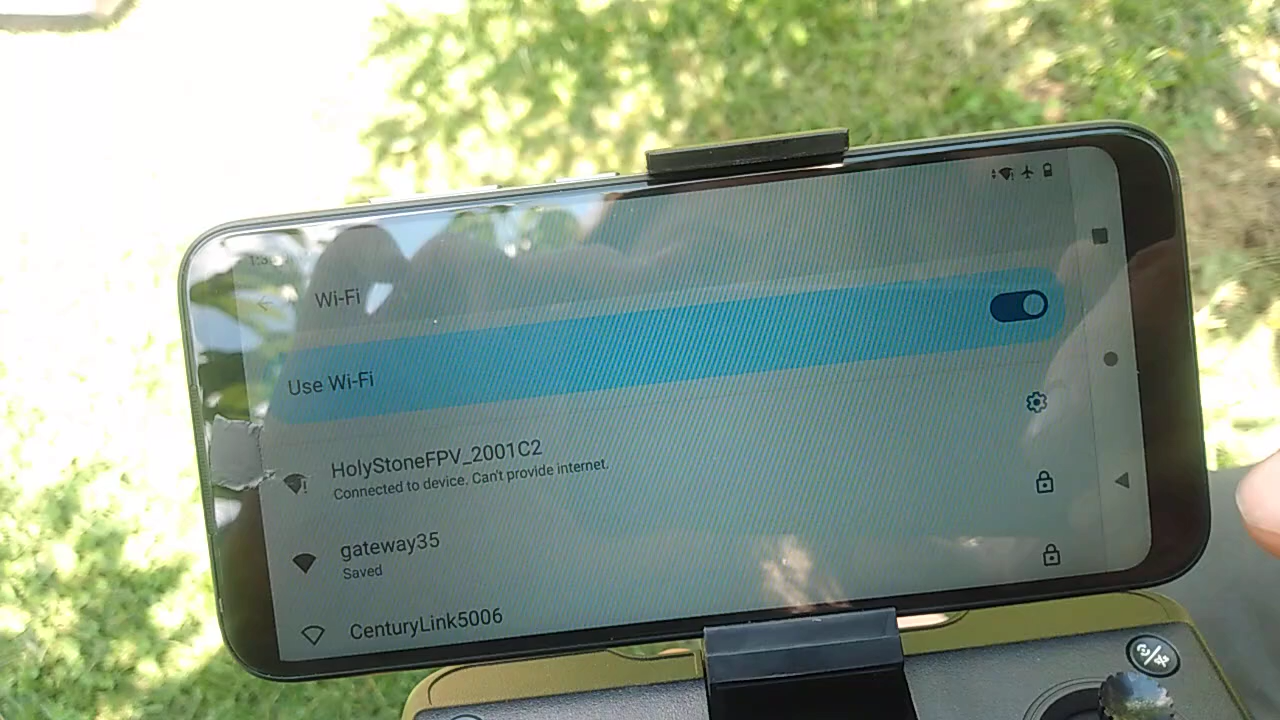 Wi-Fi
Use Wi-Fi
HolyStoneFPV_2001C2
Connected to device. Can't provide internet.
gateway35
Saved
CenturyLink5006